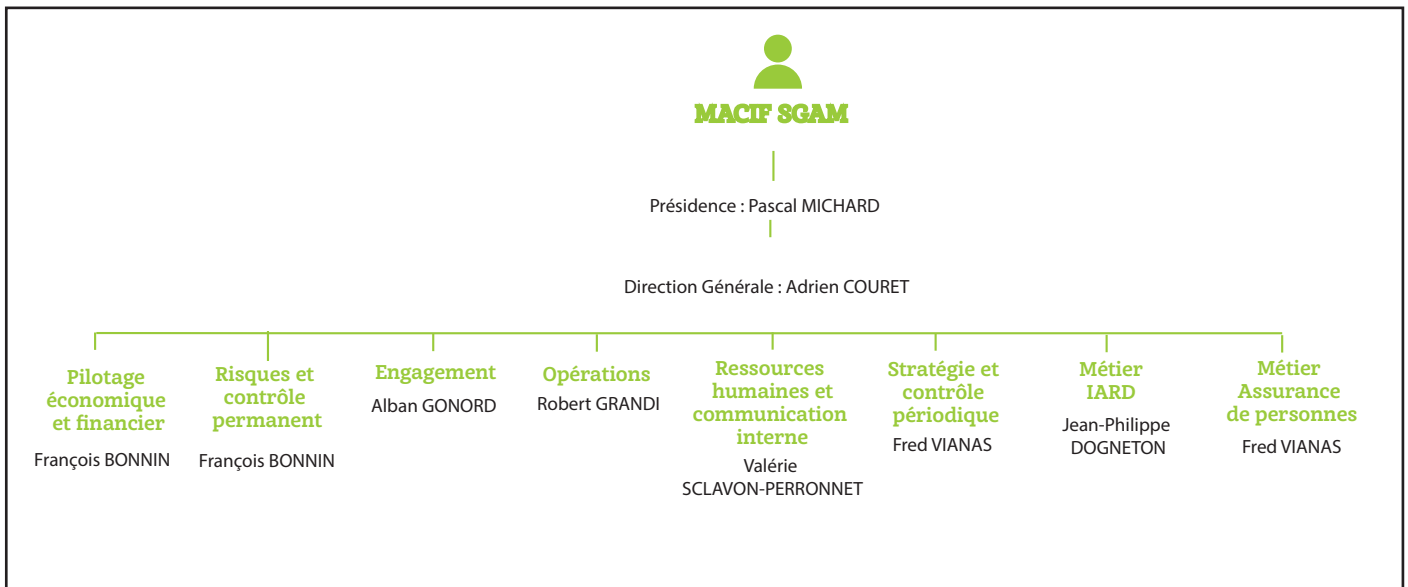 MACIF SGAM
Présidence : Pascal MICHARD
Direction Générale : Adrien COURET
Pilotage
économique
et financier
François BONNIN
Risques et
contrôle
permanent
François BONNIN
Engagement
Alban GONORD
Opérations
Robert GRANDI
Ressources
humaines et
communication
interne
Valérie
SCLAVON-PERRONNET
Stratégie et
contrôle
périodique
Fred VIANAS
Métier
IARD
Jean-Philippe
DOGNETON
Métier
Assurance
de personnes
Fred VIANAS